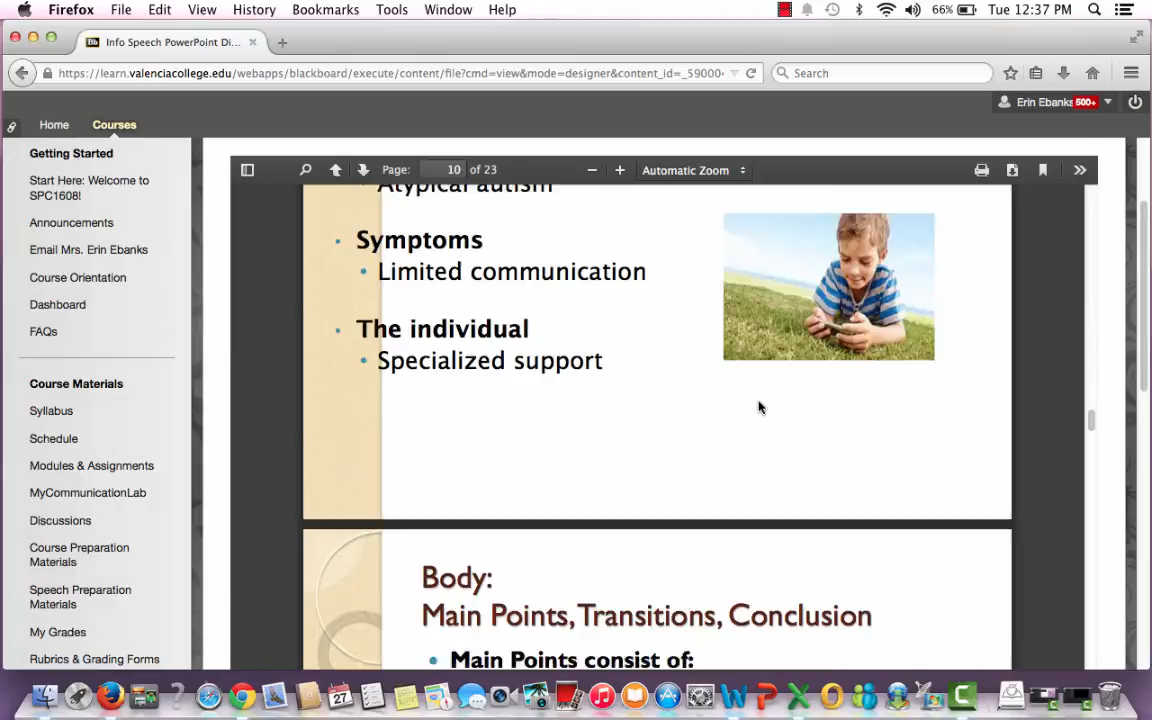 Firefox File Edit View History Bookmarks Tools Window Help 66% Tue 12:37 PM
Bb Info Speech PowerPoint Di...
https://learn.valenciacollege.edu/webapps/blackboard/execute/content/file?cmd=view&mode=designer&content_id=_59000 Search
Erin Ebanks 500+
Home Courses
Getting Started
Start Here: Welcome to
SPC1608!
Announcements
Email Mrs. Erin Ebanks
Course Orientation
Dashboard
FAQs
Course Materials
Syllabus
Schedule
Modules & Assignments
MyCommunicationLab
Discussions
Course Preparation
Materials
Speech Preparation
Materials
My Grades
Rubrics & Grading Forms
Page: 10 of 23 Automatic Zoom
• Atypical autism
• Symptoms
• Limited communication
• The individual
• Specialized support
Body:
Main Points, Transitions, Conclusion
• Main Points consist of:
27